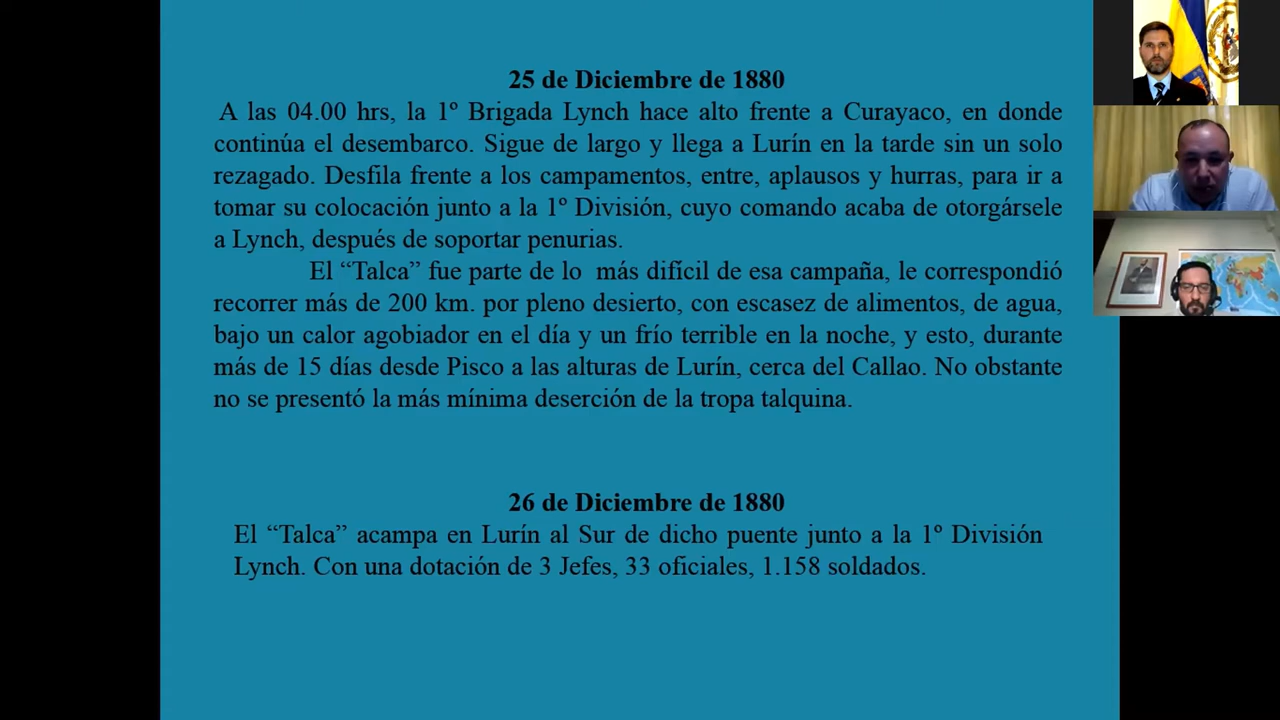 25 de Diciembre de 1880
A las 04.00 hrs, la 1º Brigada Lynch hace alto frente a Curayaco, en donde
continúa el desembarco. Sigue de largo y llega a Lurín en la tarde sin un solo
rezagado. Desfila frente a los campamentos, entre, aplausos y hurras, para ir a
tomar su colocación junto a la 1º División, cuyo comando acaba de otorgársele
a Lynch, después de soportar penurias.
El “Talca” fue parte de lo más difícil de esa campaña, le correspondió
recorrer más de 200 km. por pleno desierto, con escasez de alimentos, de agua,
bajo un calor agobiador en el día y un frío terrible en la noche, y esto, durante
más de 15 días desde Pisco a las alturas de Lurín, cerca del Callao. No obstante
no se presentó la más mínima deserción de la tropa talquina.
26 de Diciembre de 1880
El “Talca” acampa en Lurín al Sur de dicho puente junto a la 1º División
Lynch. Con una dotación de 3 Jefes, 33 oficiales, 1.158 soldados.